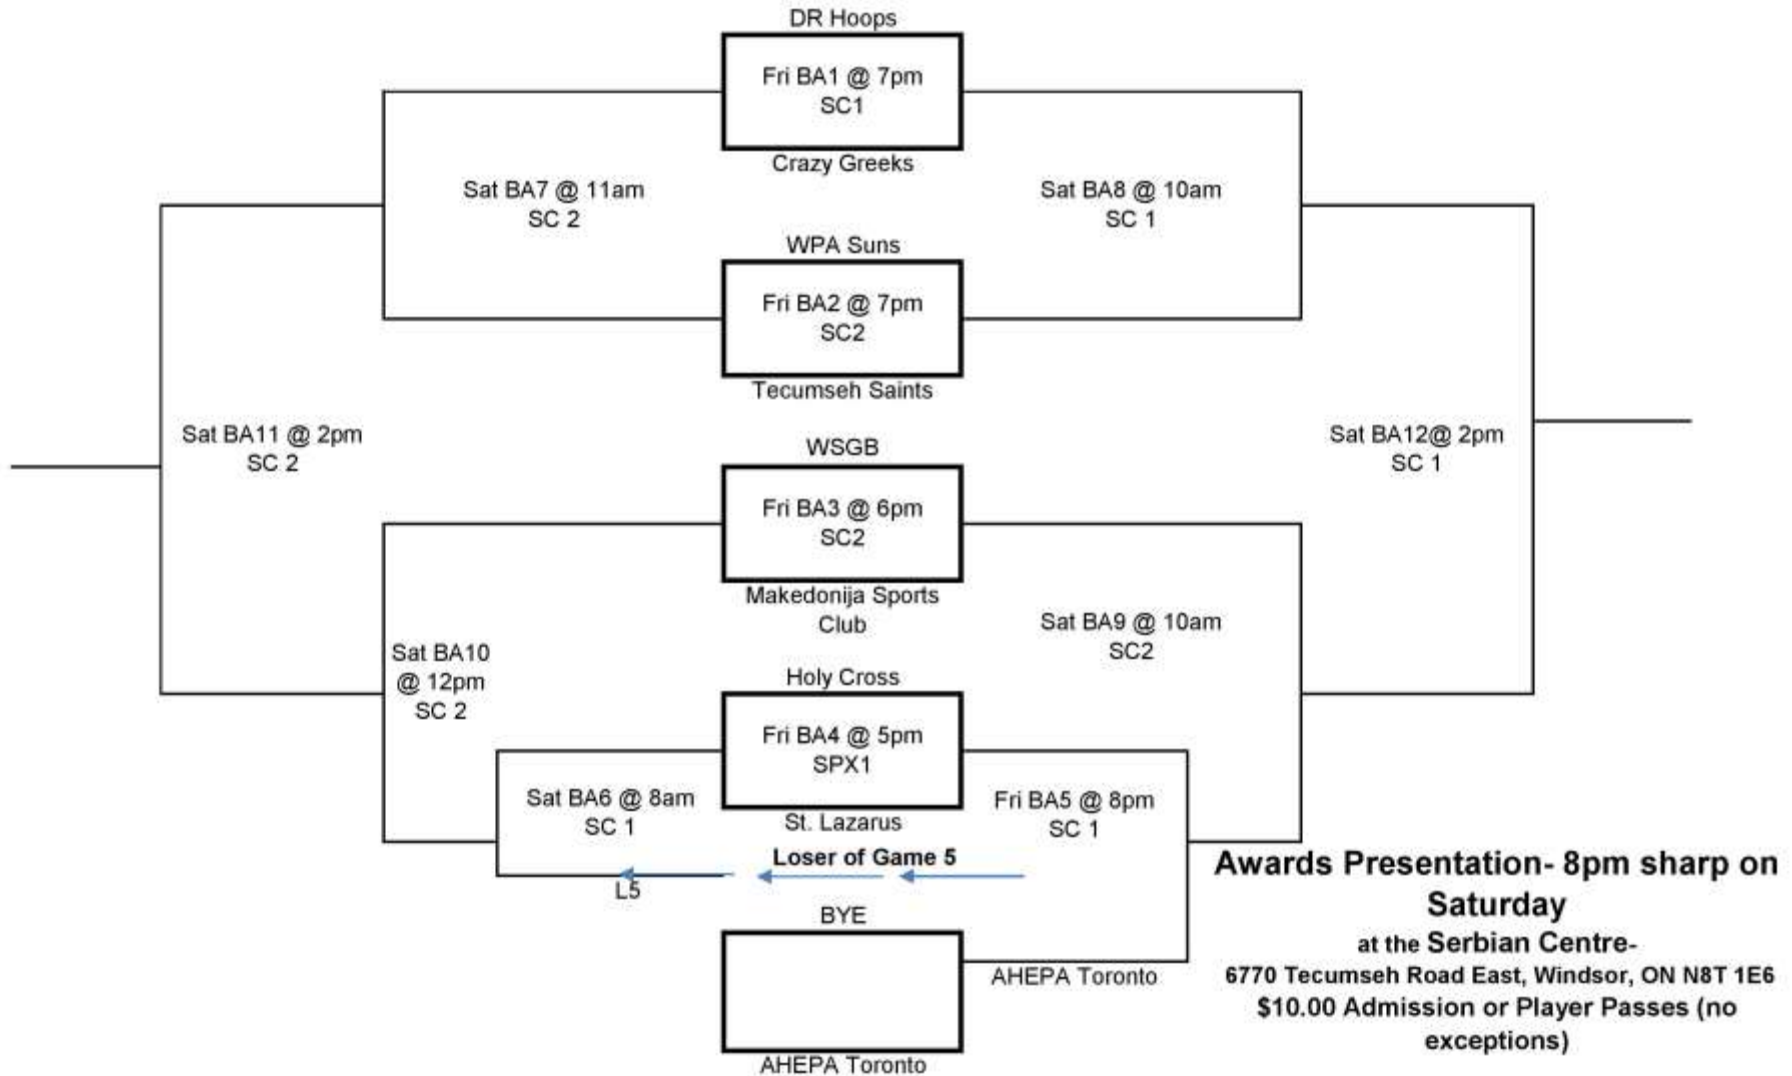 DR Hoops
Fri BA1 @ 7pm
SC1
Crazy Greeks
Sat BA7 @ 11am
SC 2
Sat BA8 @ 10am
SC 1
WPA Suns
Fri BA2 @ 7pm
SC2
Tecumseh Saints
Sat BA11 @ 2pm
SC 2
Sat BA12@ 2pm
SC 1
WSGB
Fri BA3 @ 6pm
SC2
Makedonija Sports
Club
Sat BA9 @ 10am
SC2
Sat BA10
@ 12pm
SC 2
Holy Cross
Fri BA4 @ 5pm
SPX1
St. Lazarus
Sat BA6 @ 8am
SC 1
Fri BA5 @ 8pm
SC 1
Loser of Game 5
L5
BYE
AHEPA Toronto
AHEPA Toronto
Awards Presentation- 8pm sharp on
Saturday
at the Serbian Centre-
6770 Tecumseh Road East, Windsor, ON N8T 1E6
$10.00 Admission or Player Passes (no
exceptions)